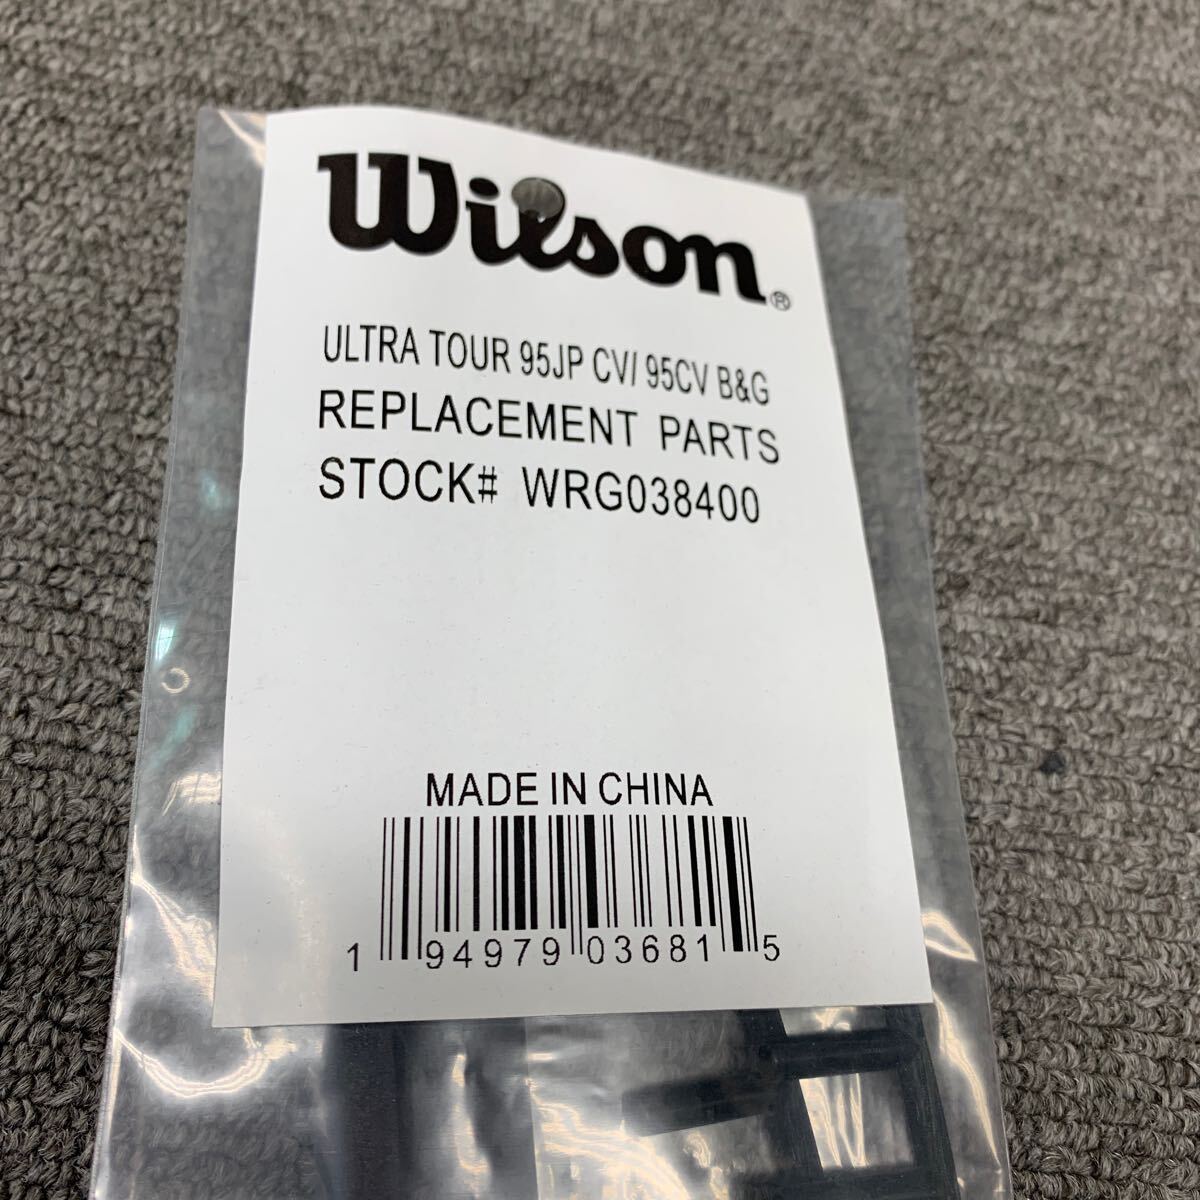 Wilson®
ULTRA TOUR 95JP CV/ 95CV B&G
REPLACEMENT PARTS
STOCK# WRG038400
MADE IN CHINA
1 94979 03681 5